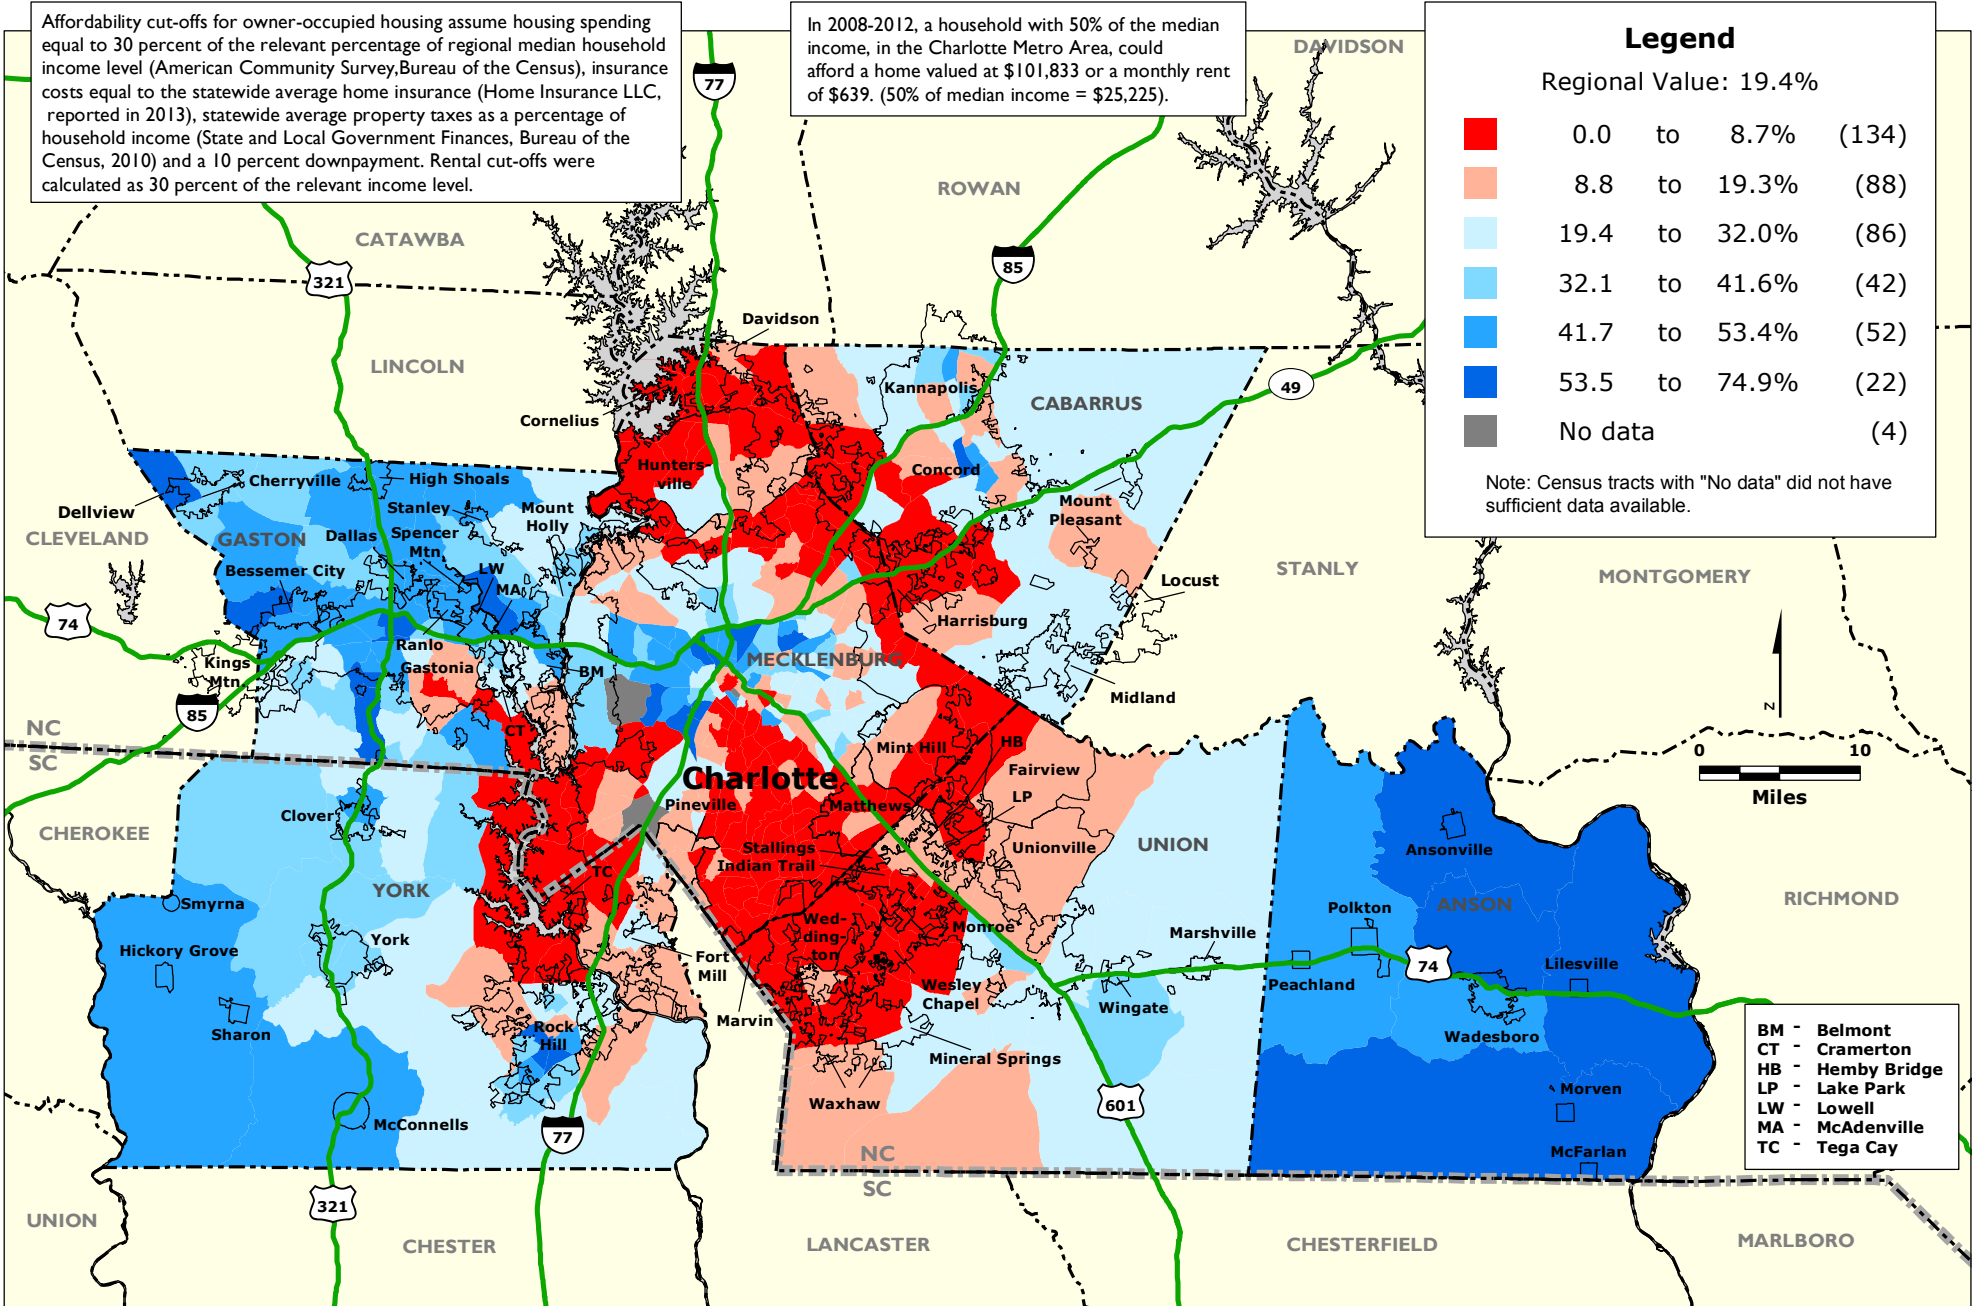 Affordability cut-offs for owner-occupied housing assume housing spending
equal to 30 percent of the relevant percentage of regional median household
income level (American Community Survey,Bureau of the Census), insurance
costs equal to the statewide average home insurance (Home Insurance LLC,
reported in 2013), statewide average property taxes as a percentage of
household income (State and Local Government Finances, Bureau of the
Census, 2010) and a 10 percent downpayment. Rental cut-offs were
calculated as 30 percent of the relevant income level.
In 2008-2012, a household with 50% of the median
income, in the Charlotte Metro Area, could
afford a home valued at $101,833 or a monthly rent
of $639. (50% of median income = $25,225).
Legend
Regional Value: 19.4%
0.0 to 8.7% (134)
8.8 to 19.3% (88)
19.4 to 32.0% (86)
32.1 to 41.6% (42)
41.7 to 53.4% (52)
53.5 to 74.9% (22)
No data (4)
Note: Census tracts with "No data" did not have
sufficient data available.
DAVIDSON
77
ROWAN
CATAWBA
321
85
Davidson
LINCOLN
49
Kannapolis
CABARRUS
Cornelius
Hunters-
ville
Concord
Cherryville
High Shoals
Dellview
Stanley
Mount
Holly
Mount
Pleasant
CLEVELAND
GASTON
Dallas
Spencer
Mtn.
Bessemer City
LW
MA
STANLY
MONTGOMERY
Locust
74
Harrisburg
Ranlo
Gastonia
Kings
Mtn.
BM
MECKLENBURG
Midland
85
NC
SC
CT
Mint Hill
HB
N
0 10
Miles
Fairview
LP
Charlotte
Pineville
Matthews
Clover
CHEROKEE
Stallings
Indian Trail
Unionville
UNION
Ansonville
TC
YORK
Smyrna
Wed-
ding-
ton
Monroe
Polkton
ANSON
RICHMOND
Hickory Grove
York
Marshville
74
Fort
Mill
Lilesville
Wesley
Chapel
Peachland
Wingate
Sharon
Marvin
Rock
Hill
Wadesboro
Mineral Springs
Morven
Waxhaw
601
McConnells
77
McFarlan
NC
SC
BM - Belmont
CT - Cramerton
HB - Hemby Bridge
LP - Lake Park
LW - Lowell
MA - McAdenville
TC - Tega Cay
321
UNION
CHESTER
LANCASTER
CHESTERFIELD
MARLBORO